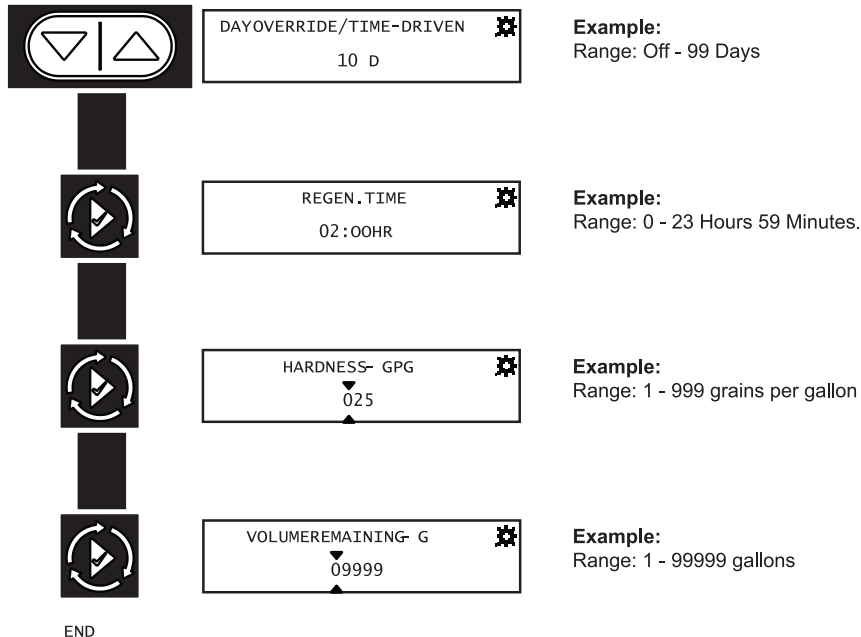 DAYOVERRIDE/TIME-DRIVEN
10 D
Example:
Range: Off - 99 Days
REGEN.TIME
02:OOHR
Example:
Range: 0 - 23 Hours 59 Minutes.
HARDNESS- GPG
025
Example:
Range: 1 - 999 grains per gallon
VOLUMEREMAINING- G
09999
Example:
Range: 1 - 99999 gallons
END